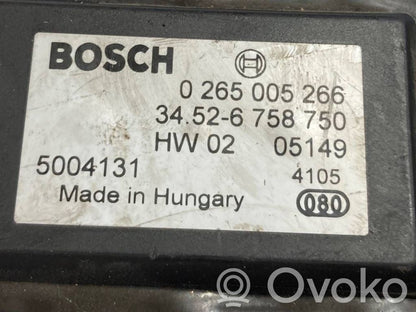 BOSCH
0 265 005 266
34.52-6 758 750
HW 02 05149
5004131 4105
Made in Hungary 080
Ovoko